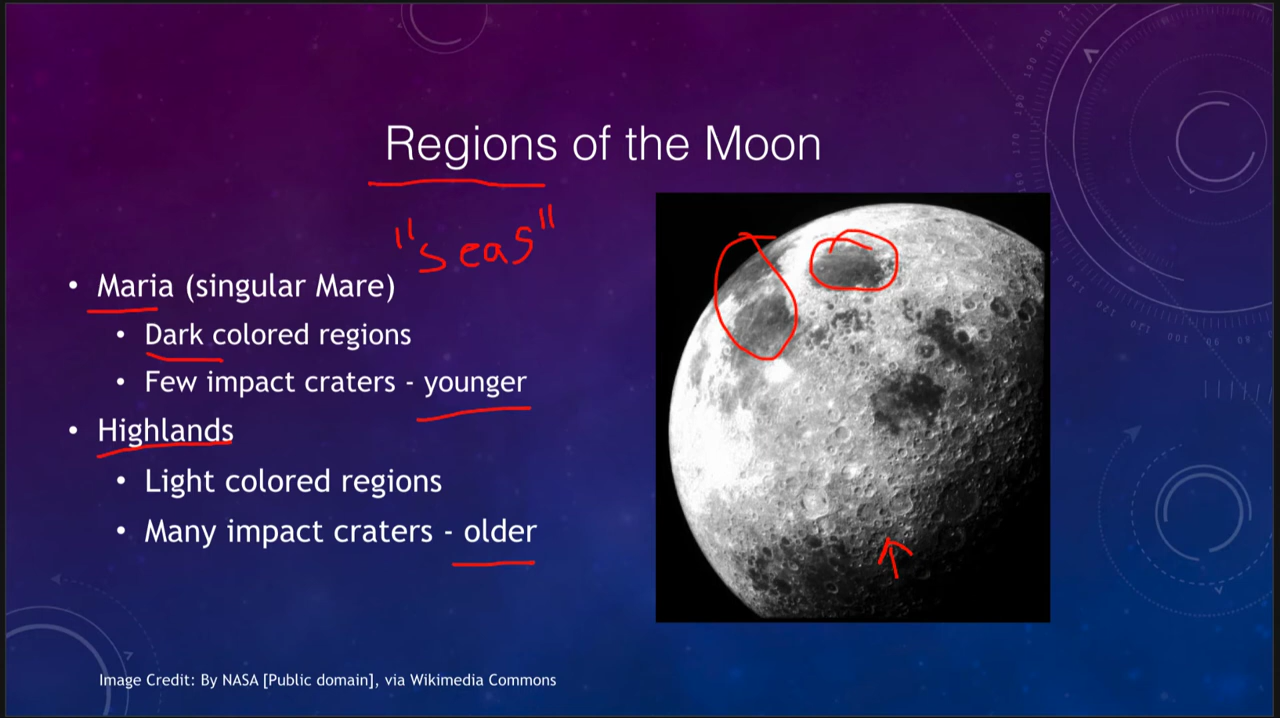 Regions of the Moon
"seas"
• Maria (singular Mare)
• Dark colored regions
• Few impact craters - younger
• Highlands
• Light colored regions
• Many impact craters - older
Image Credit: By NASA [Public domain], via Wikimedia Commons